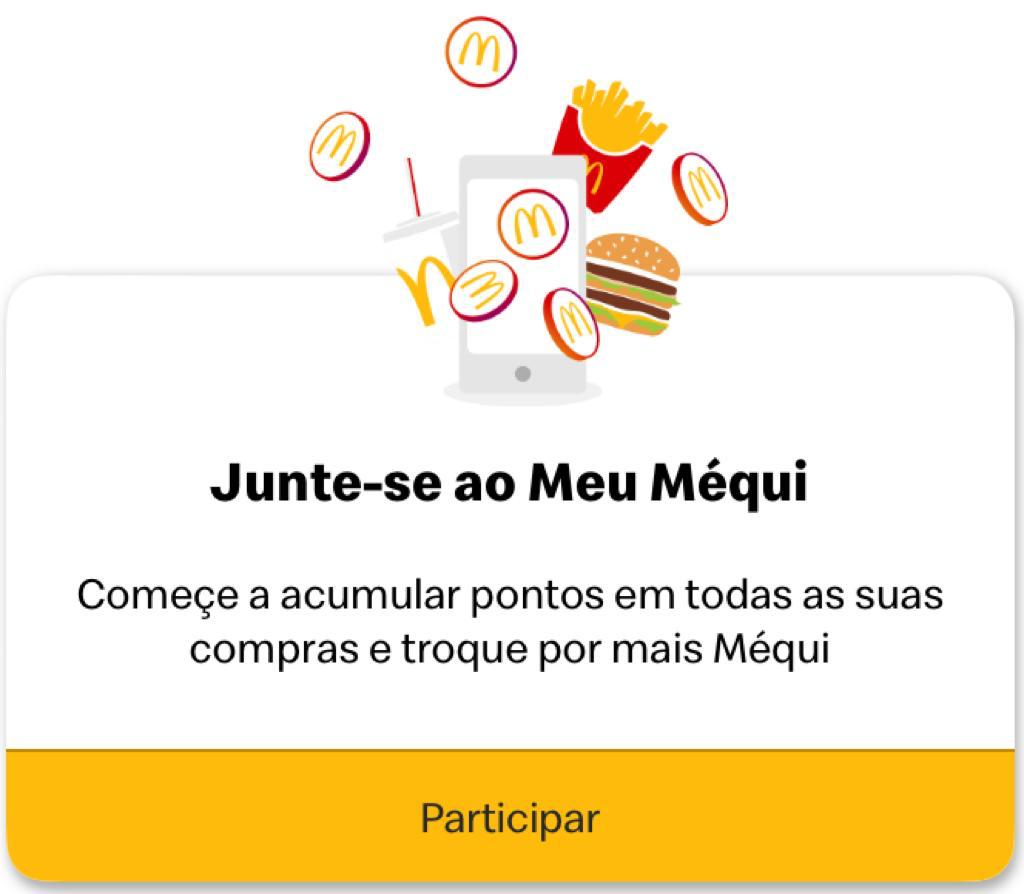 Junte-se ao Meu Méqui
Começe a acumular pontos em todas as suas
compras e troque por mais Méqui
Participar